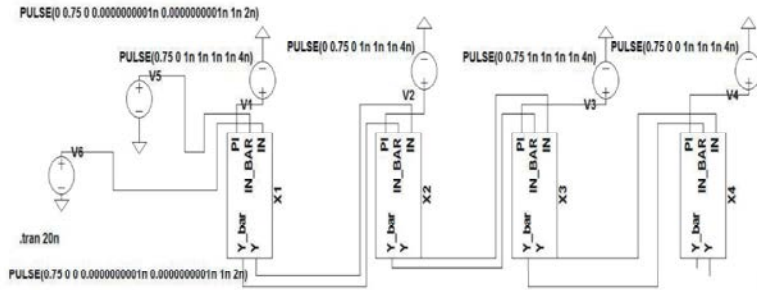 PULSE(0 0.75 0 0.0000000001n 0.0000000001n 1n 2n)
PULSE(0.75 0 1n 1n 1n 1n 4n)
PULSE(0 0.75 0 1n 1n 1n 4n)
PULSE(0 0.75 1n 1n 1n 1n 4n)
PULSE(0.75 0 0 1n 1n 1n 4n)
V5
V1
V2
V3
V4
V6
PI
IN_BAR
IN
X1
Y_bar
Y
PI
IN_BAR
IN
X2
Y_bar
Y
PI
IN_BAR
IN
X3
Y_bar
Y
PI
IN_BAR
IN
X4
Y_bar
Y
.tran 20n
PULSE(0.75 0 0 0.0000000001n 0.0000000001n 1n 2n)